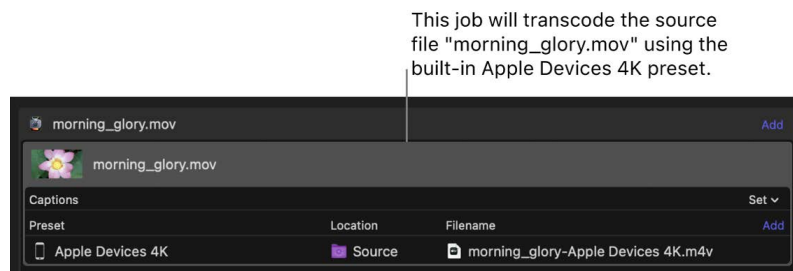 This job will transcode the source
file "morning_glory.mov" using the
built-in Apple Devices 4K preset.
morning_glory.mov Add
morning_glory.mov
Captions Set
Preset Location Filename Add
Apple Devices 4K Source morning_glory-Apple Devices 4K.m4v